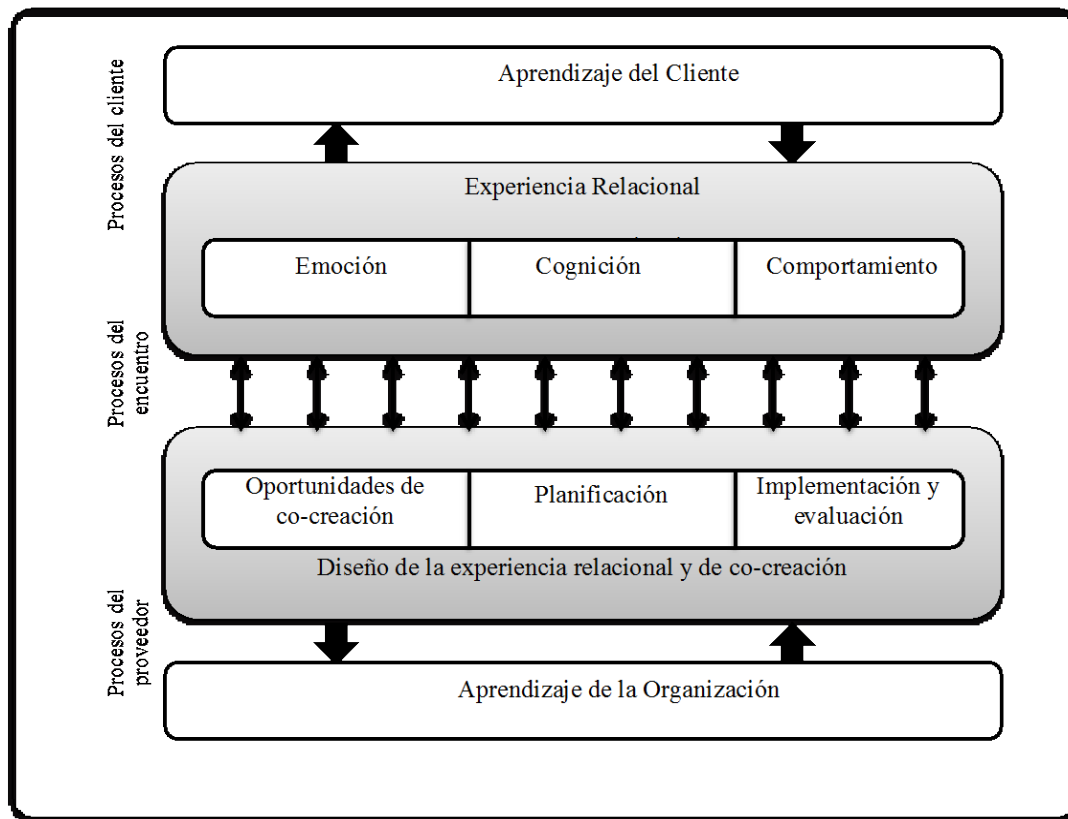 Procesos del cliente
Aprendizaje del Cliente
Experiencia Relacional
Emoción
Cognición
Comportamiento
Procesos del
encuentro
Oportunidades de
co-creación
Planificación
Implementación y
evaluación
Diseño de la experiencia relacional y de co-creación
Procesos del
proveedor
Aprendizaje de la Organización